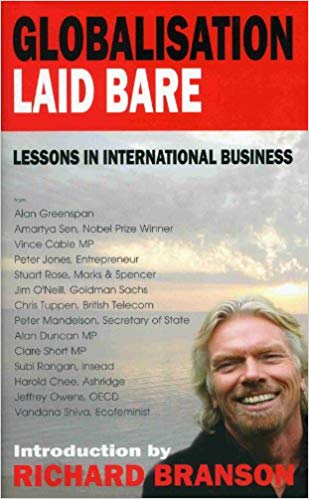 GLOBALISATION
LAID BARE
LESSONS IN INTERNATIONAL BUSINESS
from
Alan Greenspan
Amartya Sen, Nobel Prize Winner
Vince Cable MP
Peter Jones, Entrepreneur
Stuart Rose, Marks & Spencer
Jim O'Neill, Goldman Sachs
Chris Tuppen, British Telecom
Peter Mandelson, Secretary of State
Alan Duncan MP
Clare Short MP
Subi Rangan, Insead
Harold Chee, Ashridge
Jeffrey Owens, OECD
Vandana Shiva, Ecofeminist
Introduction by
RICHARD BRANSON